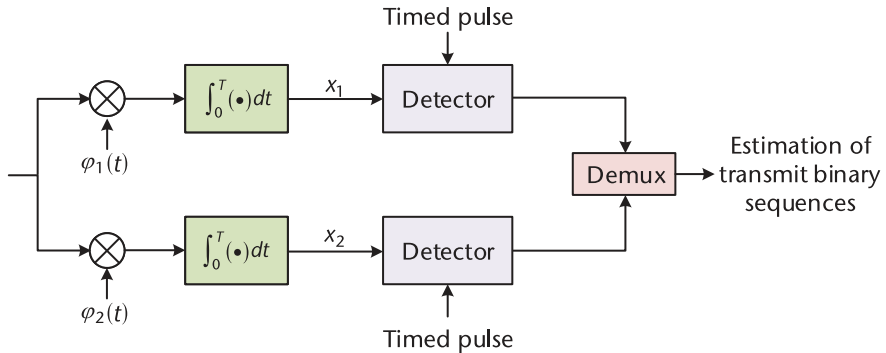 Timed pulse
∫₀ᵀ(•)dt
x₁
Detector
φ₁(t)
Demux
Estimation of
transmit binary
sequences
∫₀ᵀ(•)dt
x₂
Detector
φ₂(t)
Timed pulse